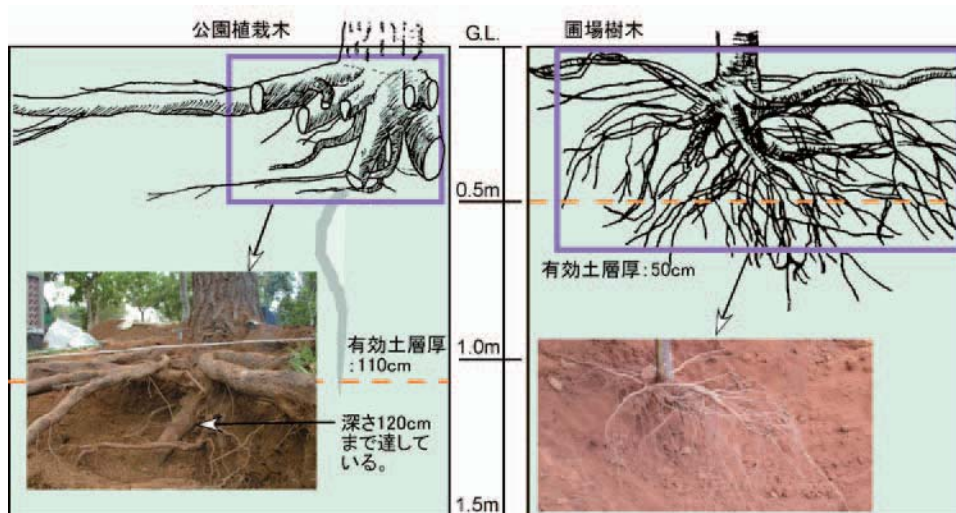 公園植栽木
G.L.
圃場樹木
0.5m
有効土層厚:50cm
有効土層厚
:110cm
1.0m
深さ120cm
まで達して
いる。
1.5m